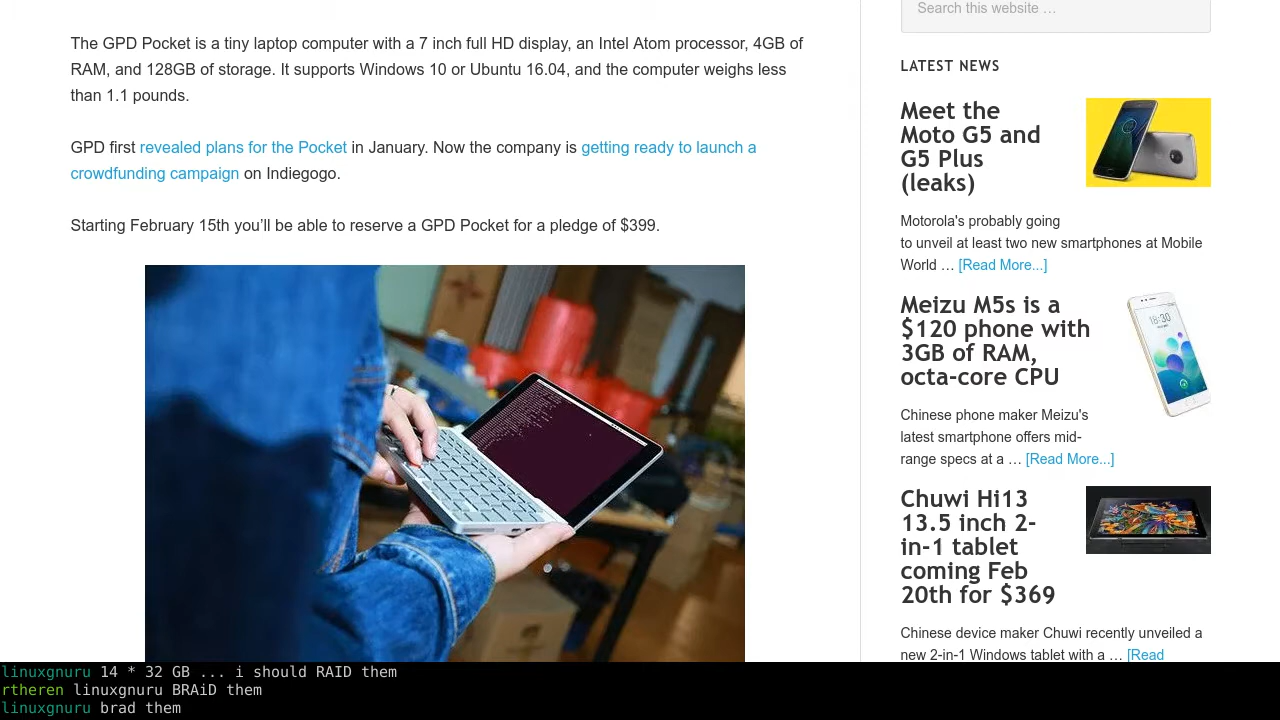 The GPD Pocket is a tiny laptop computer with a 7 inch full HD display, an Intel Atom processor, 4GB of
RAM, and 128GB of storage. It supports Windows 10 or Ubuntu 16.04, and the computer weighs less
than 1.1 pounds.
GPD first revealed plans for the Pocket in January. Now the company is getting ready to launch a
crowdfunding campaign on Indiegogo.
Starting February 15th you’ll be able to reserve a GPD Pocket for a pledge of $399.
Search this website …
LATEST NEWS
Meet the
Moto G5 and
G5 Plus
(leaks)
Motorola's probably going
to unveil at least two new smartphones at Mobile
World … [Read More...]
Meizu M5s is a
$120 phone with
3GB of RAM,
octa-core CPU
18:30
Chinese phone maker Meizu's
latest smartphone offers mid-
range specs at a … [Read More...]
Chuwi Hi13
13.5 inch 2-
in-1 tablet
coming Feb
20th for $369
Chinese device maker Chuwi recently unveiled a
new 2-in-1 Windows tablet with a … [Read
linuxgnuru 14 * 32 GB ... i should RAID them
rtheren linuxgnuru BRAiD them
linuxgnuru brad them